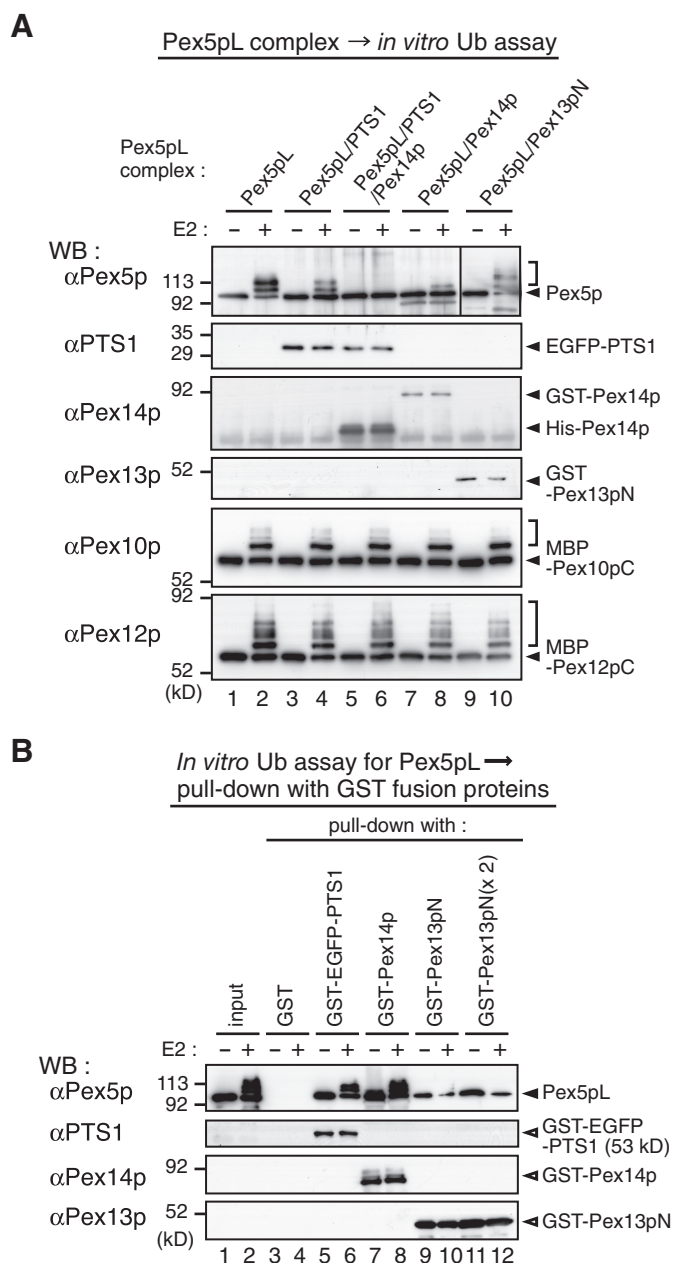 A
Pex5pL complex → in vitro Ub assay
Pex5pL
complex :
Pex5pL
Pex5pL/PTS1
Pex5pL/PTS1
/Pex14p
Pex5pL/Pex14p
Pex5pL/Pex13pN
E2 : – + – + – + – + – +
WB :
αPex5p
113
92
Pex5p
αPTS1
35
29
EGFP-PTS1
αPex14p
92
GST-Pex14p
His-Pex14p
αPex13p
52
GST
-Pex13pN
αPex10p
52
MBP
-Pex10pC
αPex12p
92
52
MBP
-Pex12pC
(kD) 1 2 3 4 5 6 7 8 9 10
B
In vitro Ub assay for Pex5pL →
pull-down with GST fusion proteins
pull-down with :
input
GST
GST-EGFP-PTS1
GST-Pex14p
GST-Pex13pN
GST-Pex13pN(x 2)
E2 : – + – + – + – + – + – +
WB :
αPex5p
113
92
Pex5pL
αPTS1
GST-EGFP
-PTS1 (53 kD)
αPex14p
92
GST-Pex14p
αPex13p
52
GST-Pex13pN
(kD)
1 2 3 4 5 6 7 8 9 10 11 12